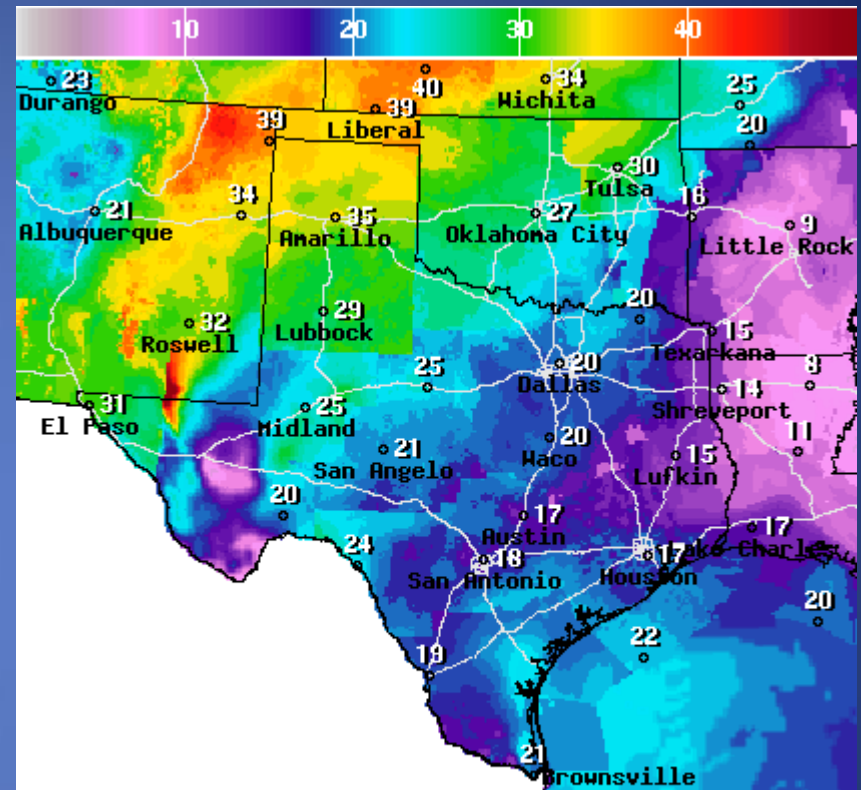 10 20 30 40
40
23 34
Durango Wichita
39 25
Liberal
39 20
30
Tulsa
21 34 35 27 16 9
Albuquerque Amarillo Oklahoma City Little Rock
32 29 20
Roswell Lubbock
15
Texarkana
20
Dallas
25 14 8
Shreveport
31 25
El Paso Midland
20 11
21 Waco 15
San Angelo Lufkin
20 17 17
Austin
24 18 17 Lake Charles
San Antonio Houston
20
22
19
21
Brownsville